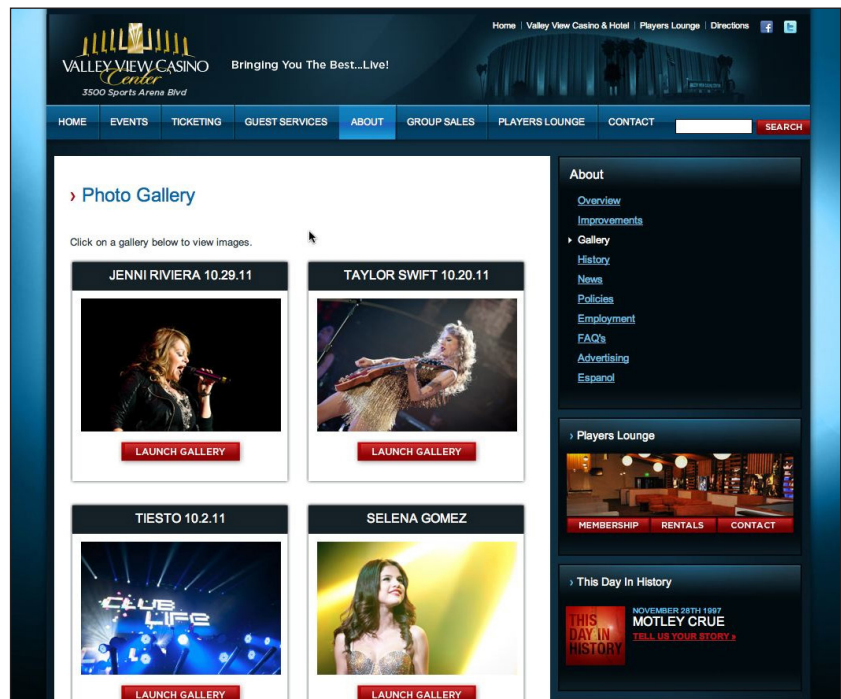 Home | Valley View Casino & Hotel | Players Lounge | Directions
VALLEY VIEW CASINO
Center
3500 Sports Arena Blvd
Bringing You The Best...Live!
HOME EVENTS TICKETING GUEST SERVICES ABOUT GROUP SALES PLAYERS LOUNGE CONTACT SEARCH
› Photo Gallery
Click on a gallery below to view images.
JENNI RIVIERA 10.29.11
LAUNCH GALLERY
TAYLOR SWIFT 10.20.11
LAUNCH GALLERY
TIESTO 10.2.11
CLUB
LIFE
LAUNCH GALLERY
SELENA GOMEZ
LAUNCH GALLERY
About
Overview
Improvements
Gallery
History
News
Policies
Employment
FAQ's
Advertising
Espanol
› Players Lounge
MEMBERSHIP RENTALS CONTACT
› This Day In History
THIS
DAY IN
HISTORY
NOVEMBER 28TH 1997
MOTLEY CRUE
TELL US YOUR STORY »